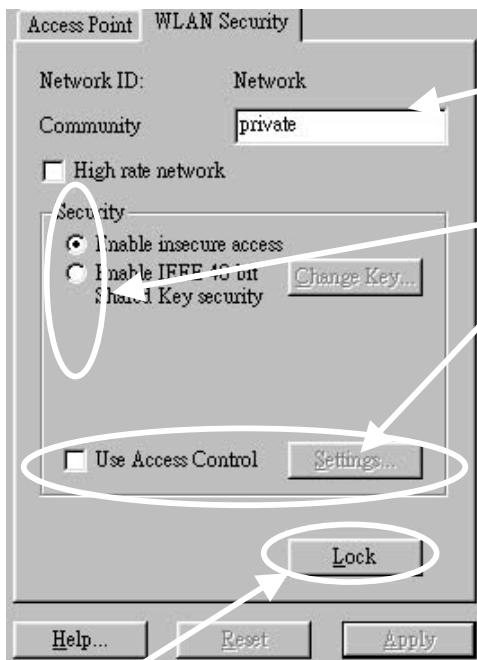 Access Point WLAN Security
Network ID: Network
Community private
High rate network
Security
Enable insecure access
Enable IEEE 48 bit
Shared Key security
Change Key...
Use Access Control Settings...
Lock
Help... Reset Apply